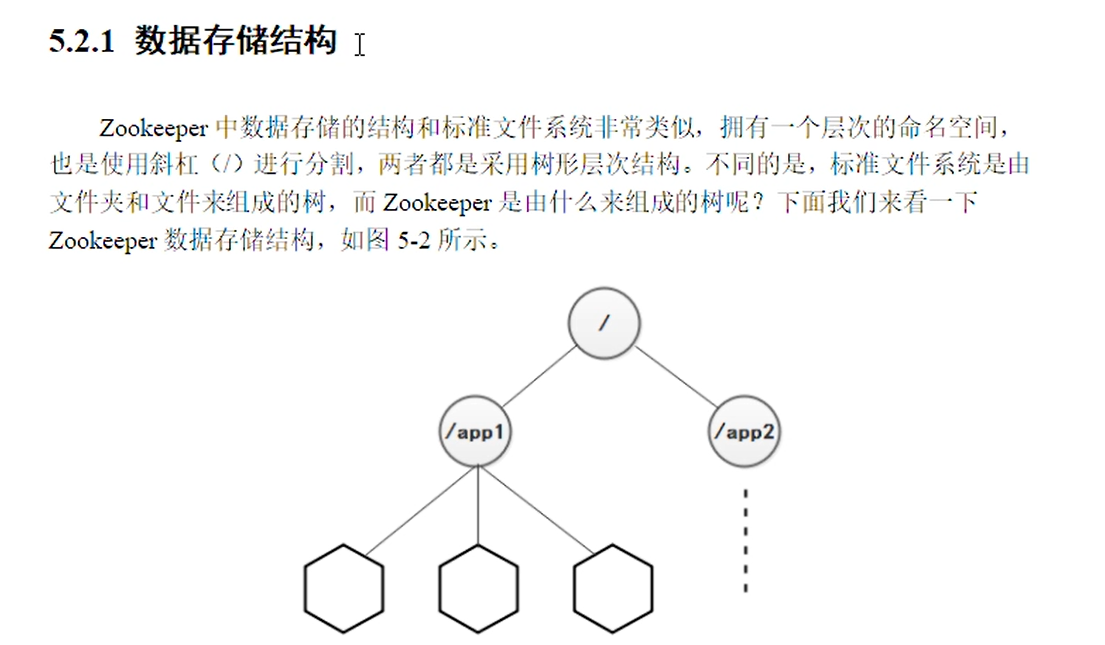 5.2.1 数据存储结构
Zookeeper 中数据存储的结构和标准文件系统非常类似，拥有一个层次的命名空间，
也是使用斜杠（/）进行分割，两者都是采用树形层次结构。不同的是，标准文件系统是由
文件夹和文件来组成的树，而 Zookeeper 是由什么来组成的树呢？下面我们来看一下
Zookeeper 数据存储结构，如图 5-2 所示。
/
/app1
/app2